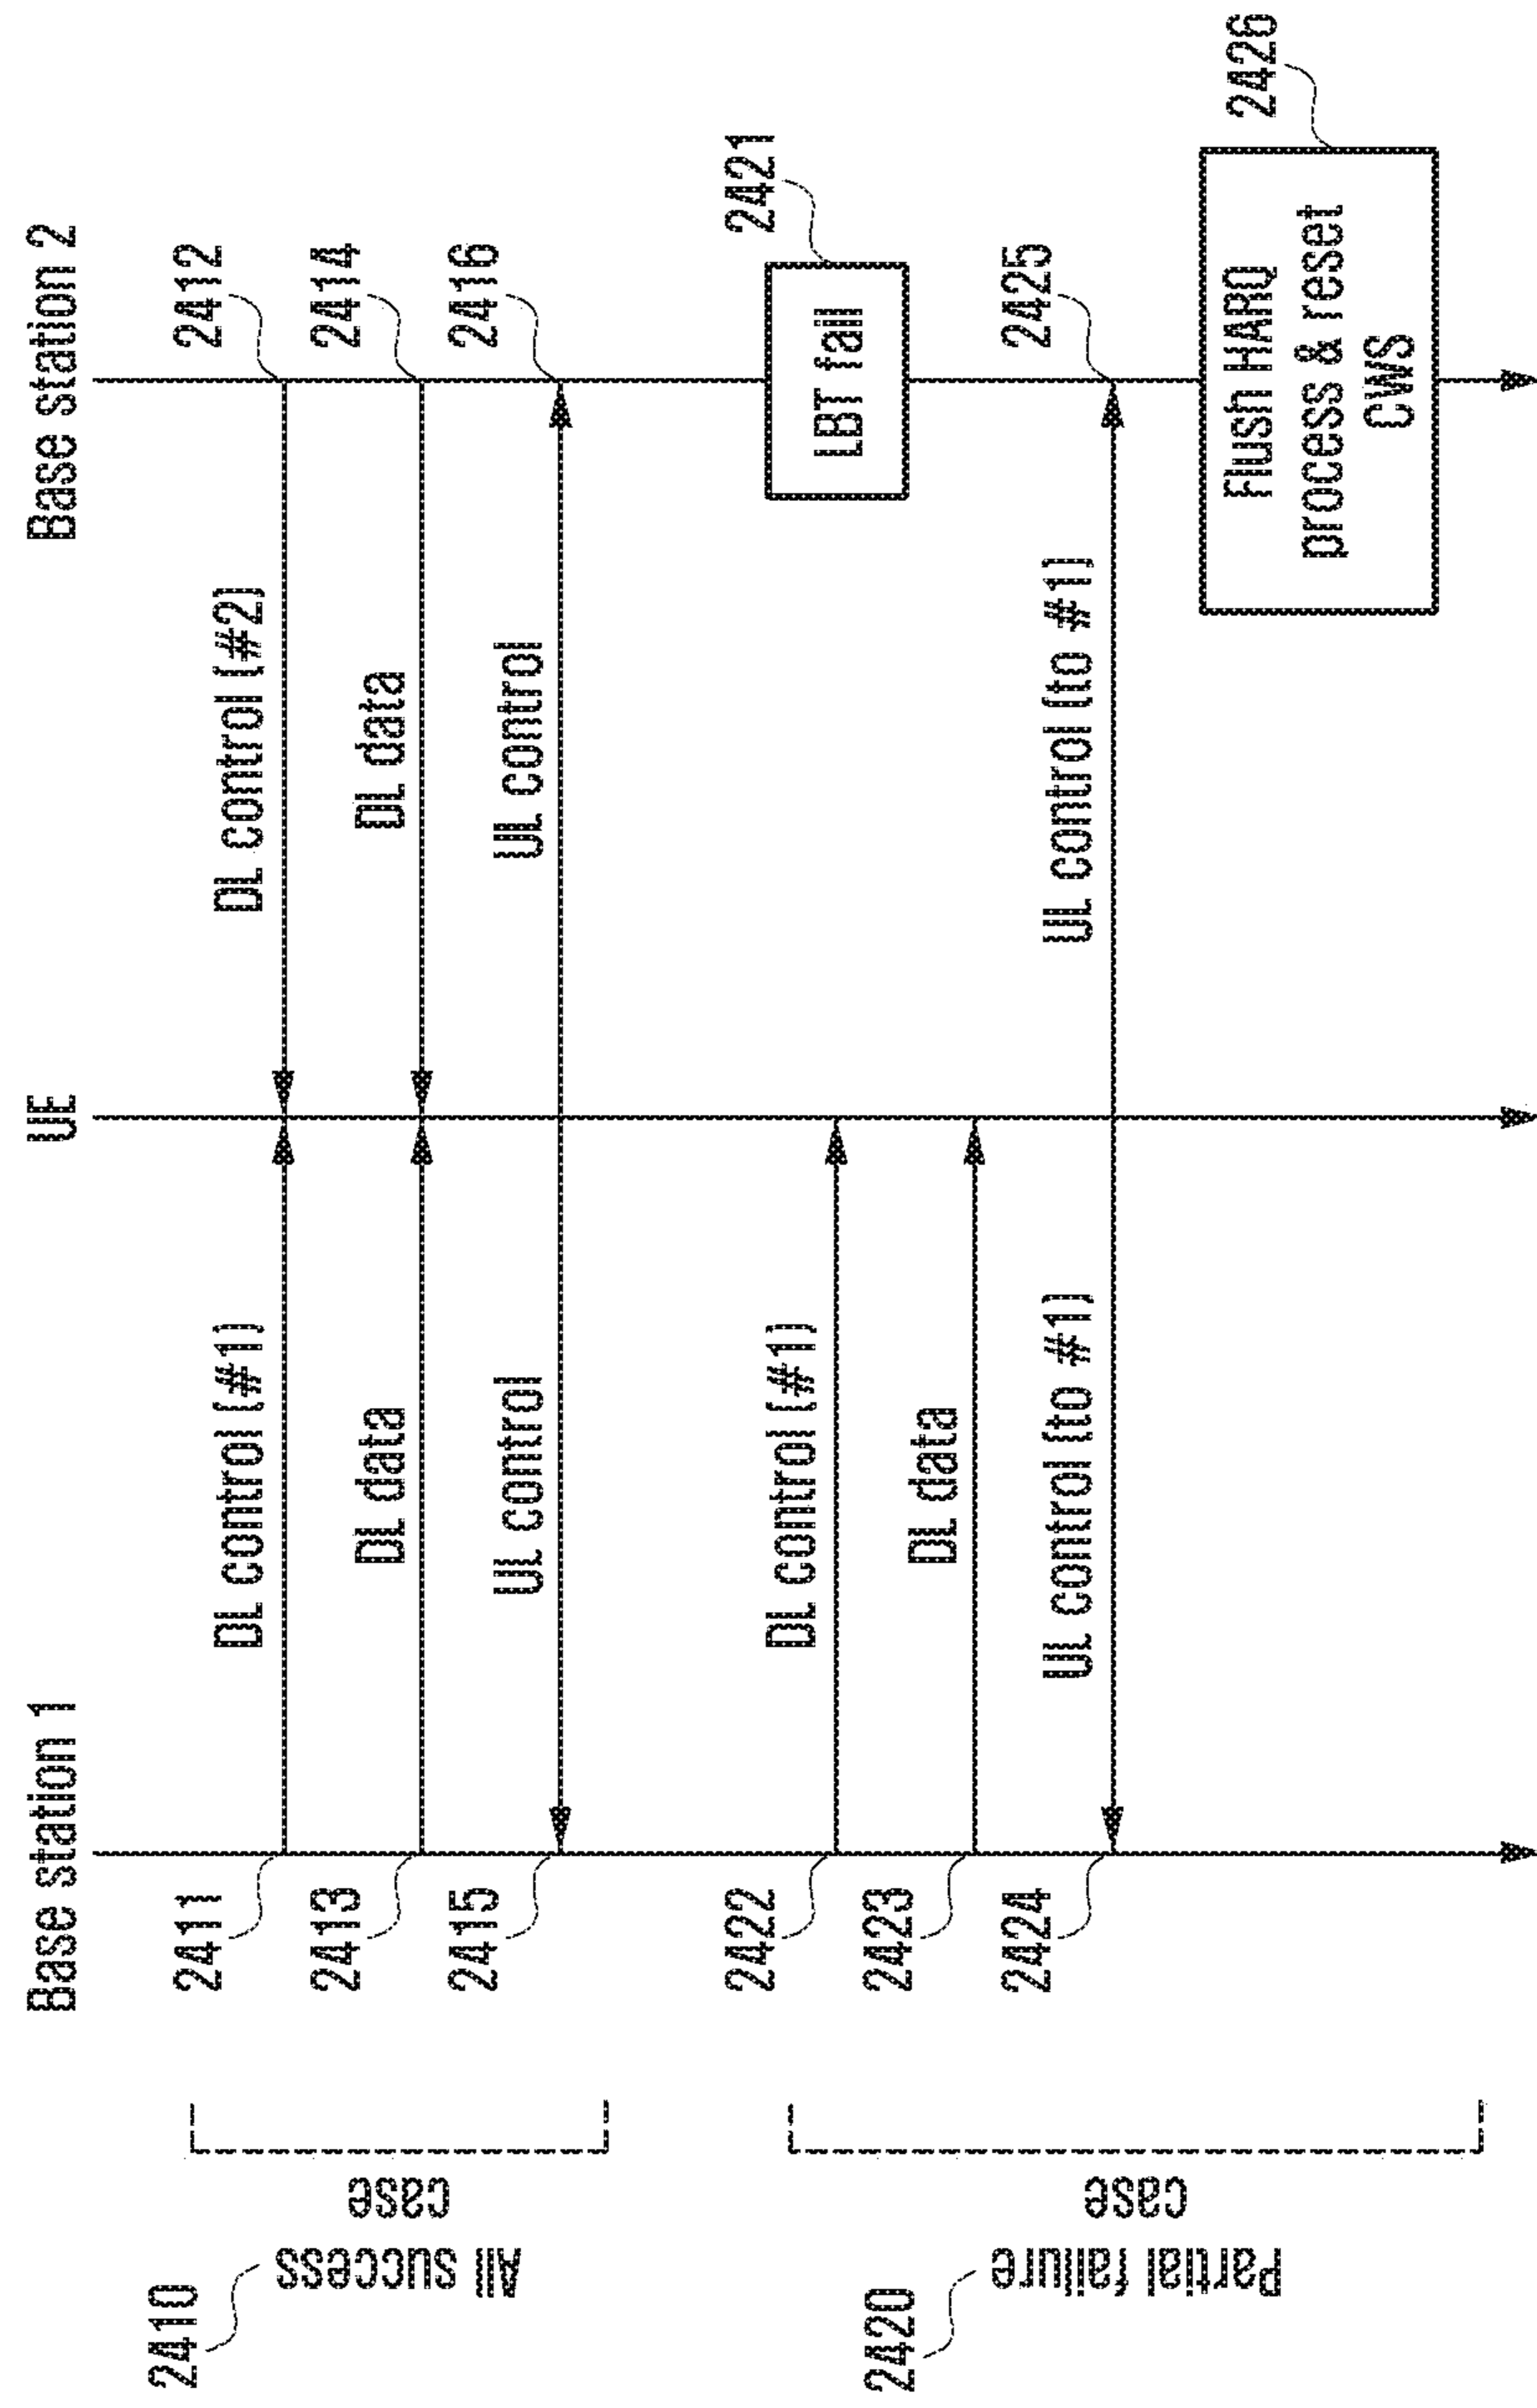 Base station 1
UE
Base station 2
2410
All success
case
2411
DL control (#1)
DL control (#2)
2412
2413
DL data
DL data
2414
2415
UL control
UL control
2416
2420
Partial failure
case
LBT fail
2421
2422
DL control (#1)
2423
DL data
2424
UL control (to #1)
UL control (to #1)
2425
Flush HARQ
process & reset
CWS
2426